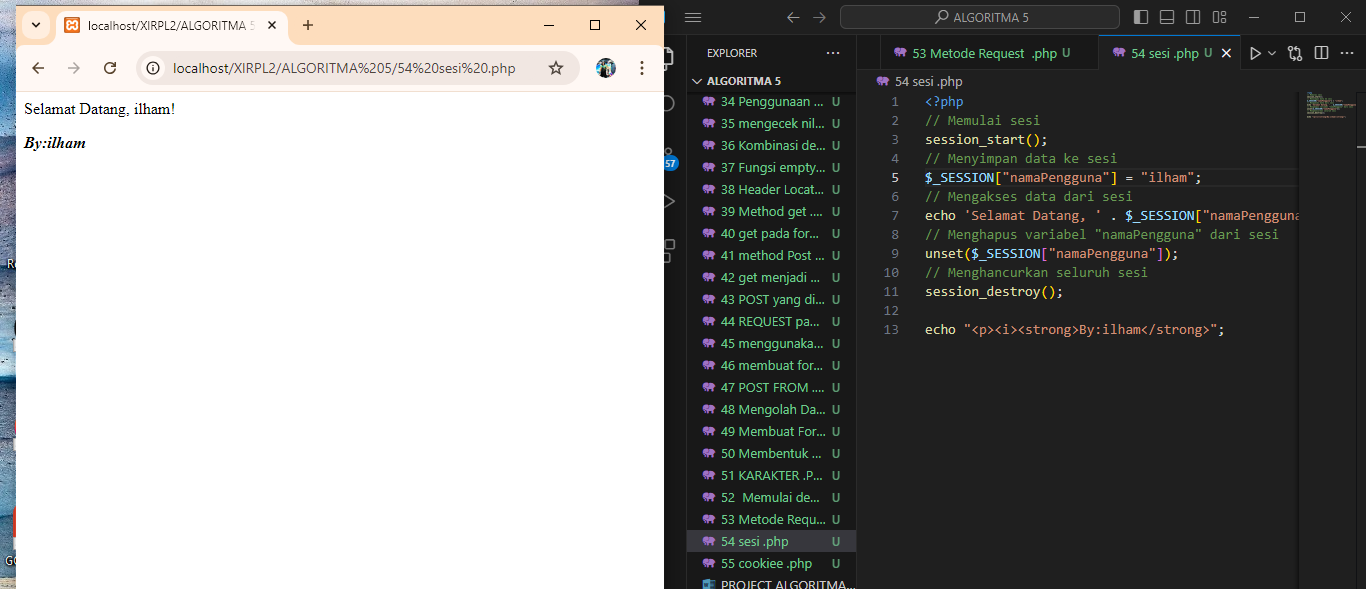 localhost/XIRPL2/ALGORITMA 5
localhost/XIRPL2/ALGORITMA%205/54%20sesi%20.php
Selamat Datang, ilham!
By:ilham
ALGORITMA 5
57
EXPLORER
ALGORITMA 5
34 Penggunaan ... U
35 mengecek nil... U
36 Kombinasi de... U
37 Fungsi empty... U
38 Header Locat... U
39 Method get .... U
40 get pada for... U
41 method Post ... U
42 get menjadi ... U
43 POST yang di... U
44 REQUEST pa... U
45 menggunaka... U
46 membuat for... U
47 POST FROM .... U
48 Mengolah Da... U
49 Membuat For... U
50 Membentuk ... U
51 KARAKTER .P... U
52  Memulai de... U
53 Metode Requ... U
54 sesi .php U
55 cookiee .php U
PROJECT ALGORITMA...
53 Metode Request  .php U
54 sesi .php U
54 sesi .php
1 <?php
2 // Memulai sesi
3 session_start();
4 // Menyimpan data ke sesi
5 $_SESSION["namaPengguna"] = "ilham";
6 // Mengakses data dari sesi
7 echo 'Selamat Datang, ' . $_SESSION["namaPengguna
8 // Menghapus variabel "namaPengguna" dari sesi
9 unset($_SESSION["namaPengguna"]);
10 // Menghancurkan seluruh sesi
11 session_destroy();
12
13 echo "<p><i><strong>By:ilham</strong>";